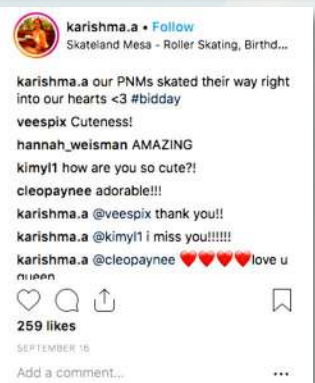 karishma.a • Follow
Skateland Mesa - Roller Skating, Birthd...
karishma.a our PNMs skated their way right
into our hearts <3 #bidday
veespix Cuteness!
hannah_weisman AMAZING
kimyl1 how are you so cute?!
cleopaynee adorable!!!
karishma.a @veespix thank you!!
karishma.a @kimyl1 i miss you!!!!!!
karishma.a @cleopaynee ❤️❤️❤️❤️love u
queen
259 likes
SEPTEMBER 16
Add a comment...